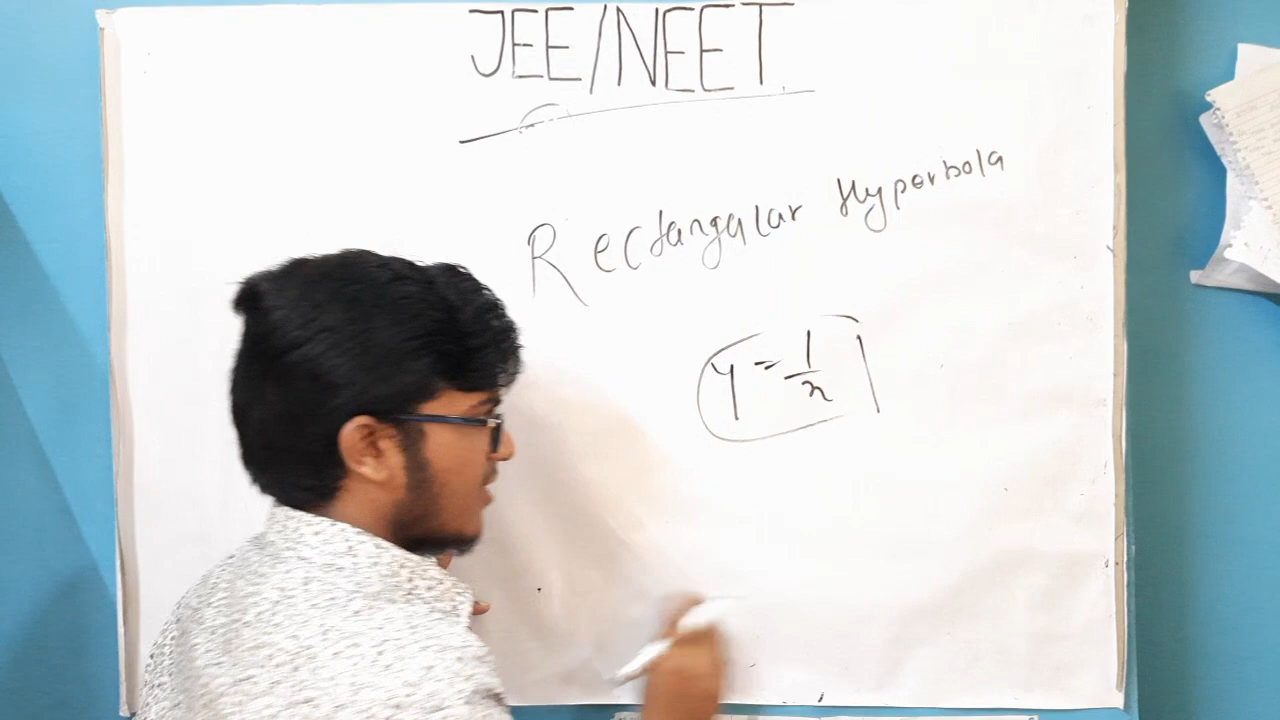 JEE/NEET
Rectangular Hyperbola
y = 1/x